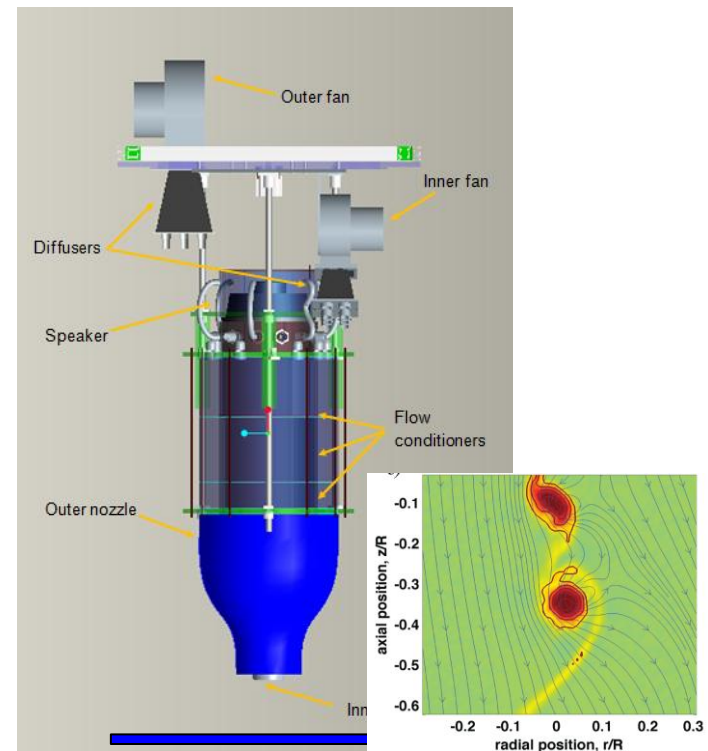 Outer fan
Inner fan
Diffusers
Speaker
Flow
conditioners
Outer nozzle
Inn
-0.1
-0.2
-0.3
-0.4
-0.5
-0.6
axial position, z/R
-0.2 -0.1 0 0.1 0.2 0.3
radial position, r/R